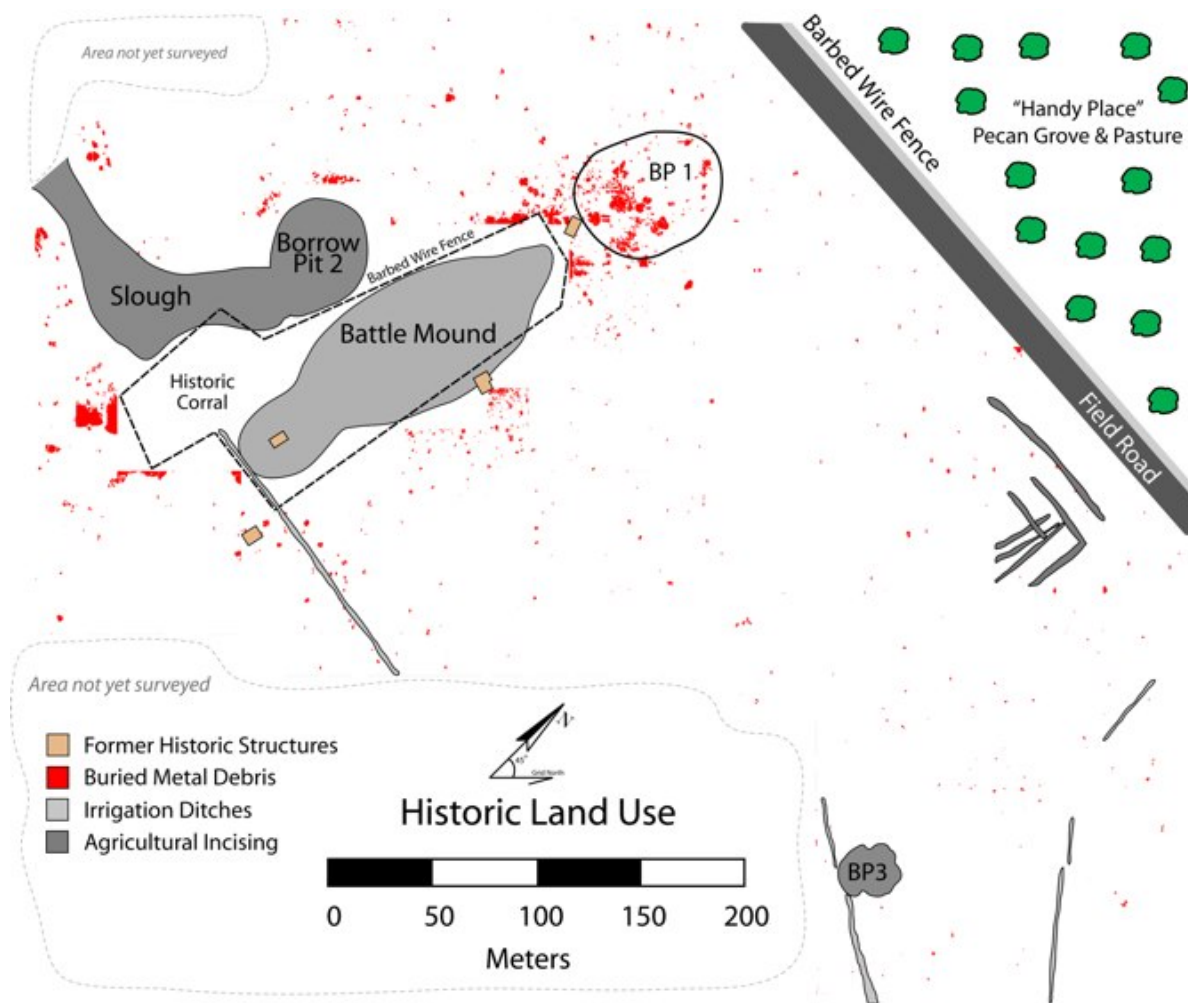 Area not yet surveyed
Barbed Wire Fence
"Handy Place"
Pecan Grove & Pasture
BP 1
Borrow
Pit 2
Barbed Wire Fence
Slough
Battle Mound
Historic
Corral
Field Road
Area not yet surveyed
Former Historic Structures
Buried Metal Debris
Irrigation Ditches
Agricultural Incising
N
45°
Grid North
Historic Land Use
0 50 100 150 200
Meters
BP3